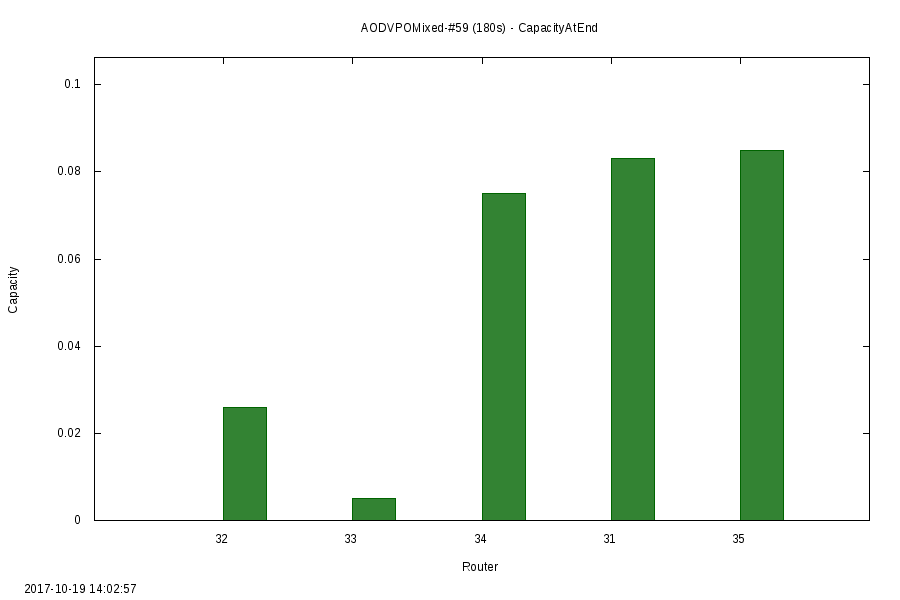 AODVPOMixed-#59 (180s) - CapacityAtEnd
0.1
0.08
0.06
0.04
0.02
0
Capacity
32 33 34 31 35
Router
2017-10-19 14:02:57